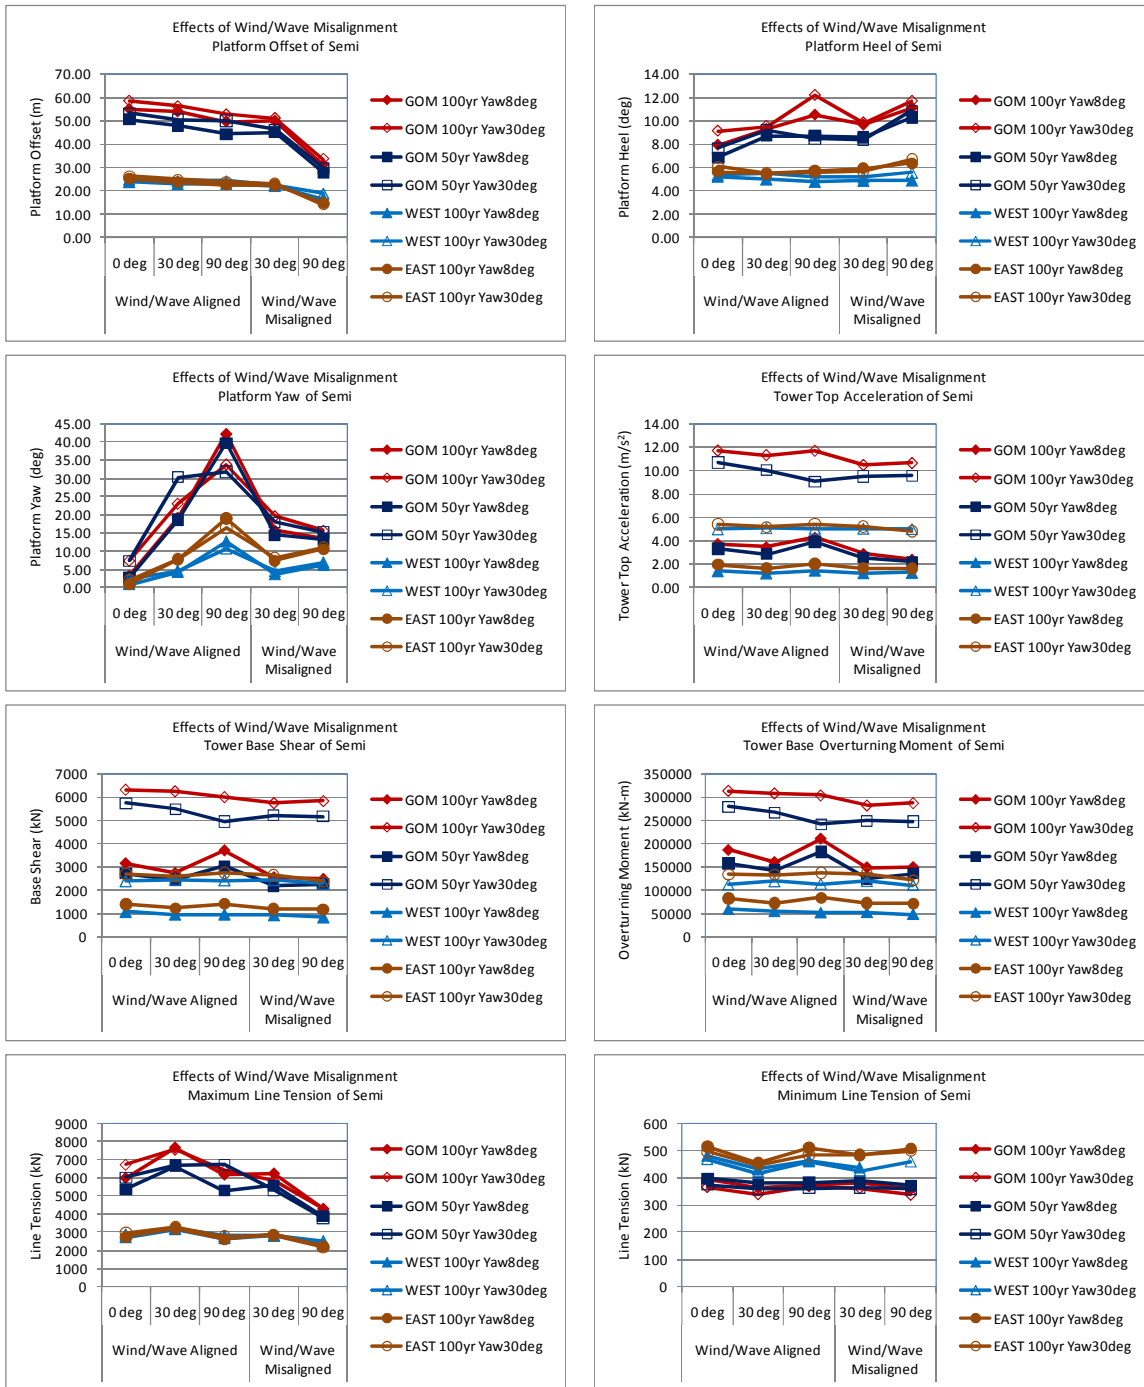 Effects of Wind/Wave Misalignment
Platform Offset of Semi
Platform Offset (m)
70.00
60.00
50.00
40.00
30.00
20.00
10.00
0.00
0 deg 30 deg 90 deg 30 deg 90 deg
Wind/Wave Aligned
Wind/Wave
Misaligned
GOM 100yr Yaw8deg
GOM 100yr Yaw30deg
GOM 50yr Yaw8deg
GOM 50yr Yaw30deg
WEST 100yr Yaw8deg
WEST 100yr Yaw30deg
EAST 100yr Yaw8deg
EAST 100yr Yaw30deg
Effects of Wind/Wave Misalignment
Platform Heel of Semi
Platform Heel (deg)
14.00
12.00
10.00
8.00
6.00
4.00
2.00
0.00
0 deg 30 deg 90 deg 30 deg 90 deg
Wind/Wave Aligned
Wind/Wave
Misaligned
GOM 100yr Yaw8deg
GOM 100yr Yaw30deg
GOM 50yr Yaw8deg
GOM 50yr Yaw30deg
WEST 100yr Yaw8deg
WEST 100yr Yaw30deg
EAST 100yr Yaw8deg
EAST 100yr Yaw30deg
Effects of Wind/Wave Misalignment
Platform Yaw of Semi
Platform Yaw (deg)
45.00
40.00
35.00
30.00
25.00
20.00
15.00
10.00
5.00
0.00
0 deg 30 deg 90 deg 30 deg 90 deg
Wind/Wave Aligned
Wind/Wave
Misaligned
GOM 100yr Yaw8deg
GOM 100yr Yaw30deg
GOM 50yr Yaw8deg
GOM 50yr Yaw30deg
WEST 100yr Yaw8deg
WEST 100yr Yaw30deg
EAST 100yr Yaw8deg
EAST 100yr Yaw30deg
Effects of Wind/Wave Misalignment
Tower Top Acceleration of Semi
Tower Top Acceleration (m/s²)
14.00
12.00
10.00
8.00
6.00
4.00
2.00
0.00
0 deg 30 deg 90 deg 30 deg 90 deg
Wind/Wave Aligned
Wind/Wave
Misaligned
GOM 100yr Yaw8deg
GOM 100yr Yaw30deg
GOM 50yr Yaw8deg
GOM 50yr Yaw30deg
WEST 100yr Yaw8deg
WEST 100yr Yaw30deg
EAST 100yr Yaw8deg
EAST 100yr Yaw30deg
Effects of Wind/Wave Misalignment
Tower Base Shear of Semi
Base Shear (kN)
7000
6000
5000
4000
3000
2000
1000
0
0 deg 30 deg 90 deg 30 deg 90 deg
Wind/Wave Aligned
Wind/Wave
Misaligned
GOM 100yr Yaw8deg
GOM 100yr Yaw30deg
GOM 50yr Yaw8deg
GOM 50yr Yaw30deg
WEST 100yr Yaw8deg
WEST 100yr Yaw30deg
EAST 100yr Yaw8deg
EAST 100yr Yaw30deg
Effects of Wind/Wave Misalignment
Tower Base Overturning Moment of Semi
Overturning Moment (kN-m)
350000
300000
250000
200000
150000
100000
50000
0
0 deg 30 deg 90 deg 30 deg 90 deg
Wind/Wave Aligned
Wind/Wave
Misaligned
GOM 100yr Yaw8deg
GOM 100yr Yaw30deg
GOM 50yr Yaw8deg
GOM 50yr Yaw30deg
WEST 100yr Yaw8deg
WEST 100yr Yaw30deg
EAST 100yr Yaw8deg
EAST 100yr Yaw30deg
Effects of Wind/Wave Misalignment
Maximum Line Tension of Semi
Line Tension (kN)
9000
8000
7000
6000
5000
4000
3000
2000
1000
0
0 deg 30 deg 90 deg 30 deg 90 deg
Wind/Wave Aligned
Wind/Wave
Misaligned
GOM 100yr Yaw8deg
GOM 100yr Yaw30deg
GOM 50yr Yaw8deg
GOM 50yr Yaw30deg
WEST 100yr Yaw8deg
WEST 100yr Yaw30deg
EAST 100yr Yaw8deg
EAST 100yr Yaw30deg
Effects of Wind/Wave Misalignment
Minimum Line Tension of Semi
Line Tension (kN)
600
500
400
300
200
100
0
0 deg 30 deg 90 deg 30 deg 90 deg
Wind/Wave Aligned
Wind/Wave
Misaligned
GOM 100yr Yaw8deg
GOM 100yr Yaw30deg
GOM 50yr Yaw8deg
GOM 50yr Yaw30deg
WEST 100yr Yaw8deg
WEST 100yr Yaw30deg
EAST 100yr Yaw8deg
EAST 100yr Yaw30deg